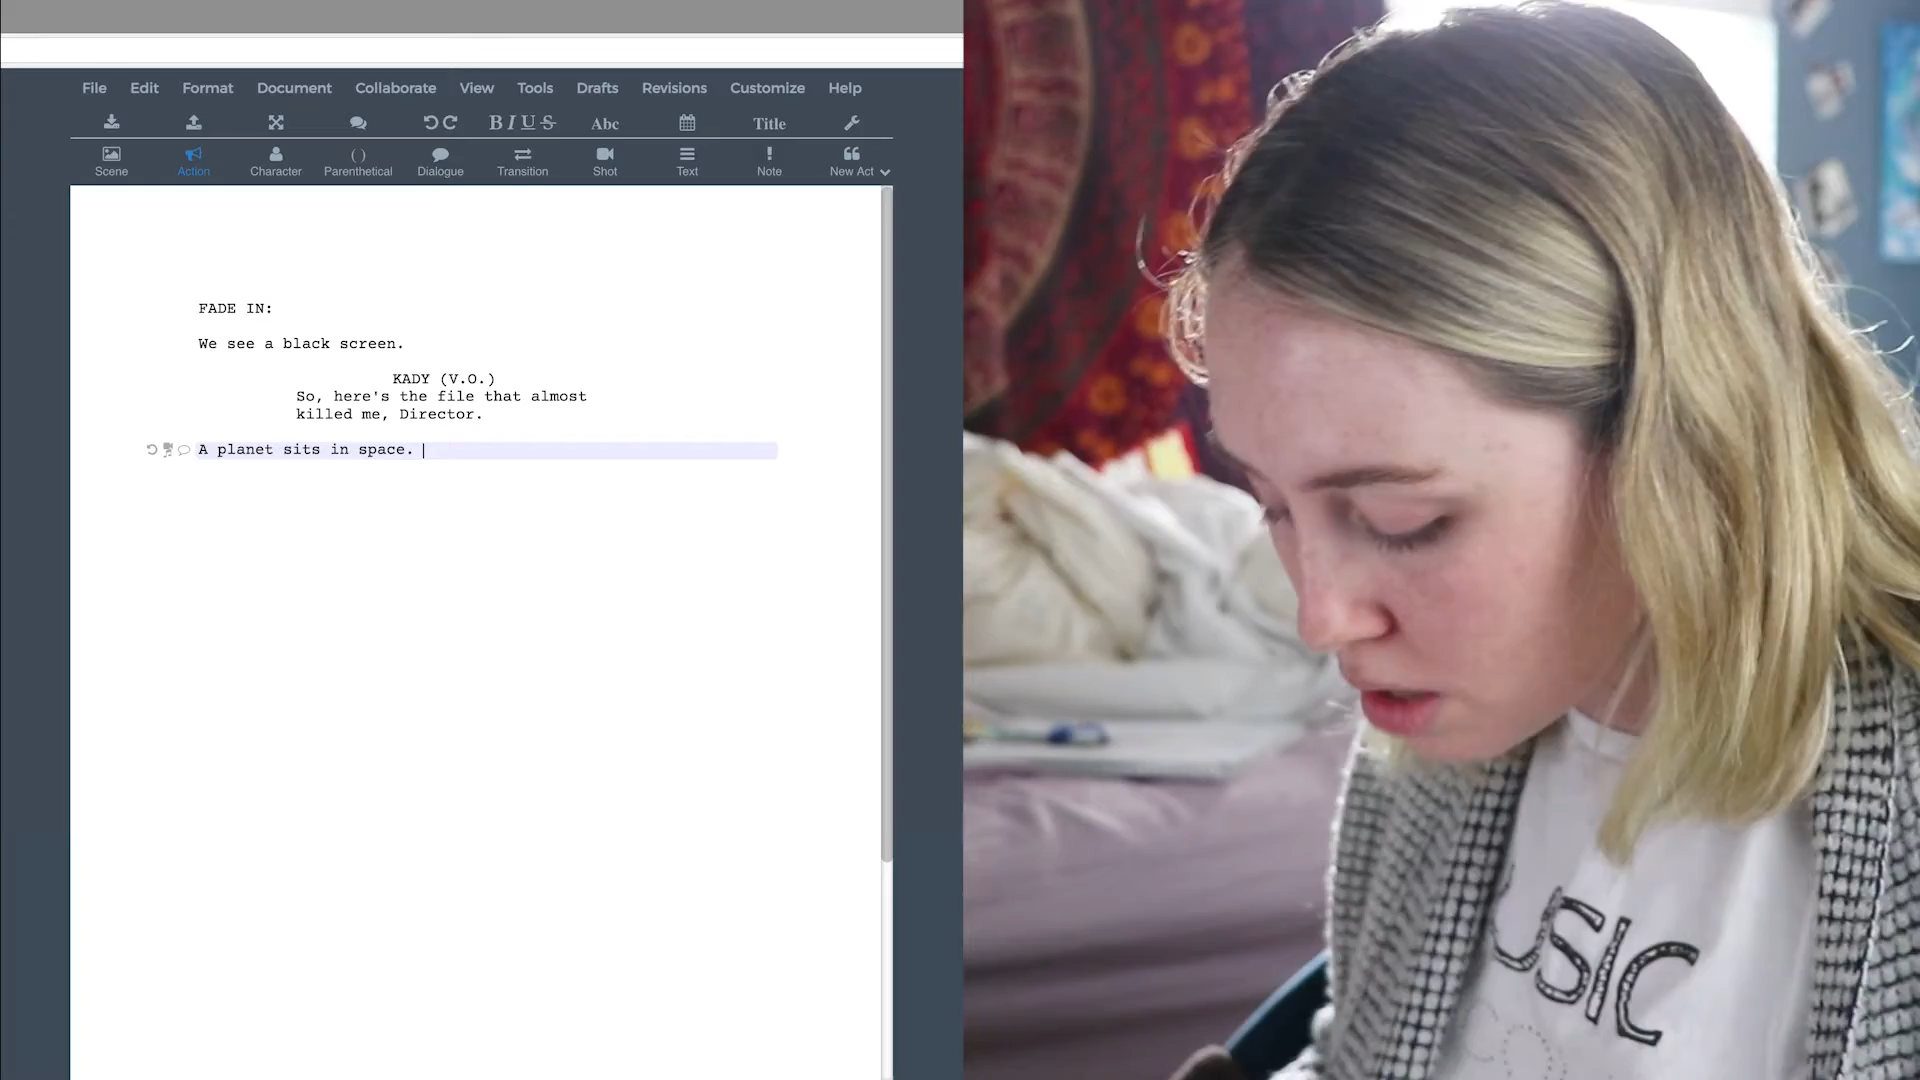 File Edit Format Document Collaborate View Tools Drafts Revisions Customize Help
B I U S Abc Title
Scene Action Character Parenthetical Dialogue Transition Shot Text Note New Act
FADE IN:
We see a black screen.
KADY (V.O.)
So, here's the file that almost
killed me, Director.
A planet sits in space.
USIC